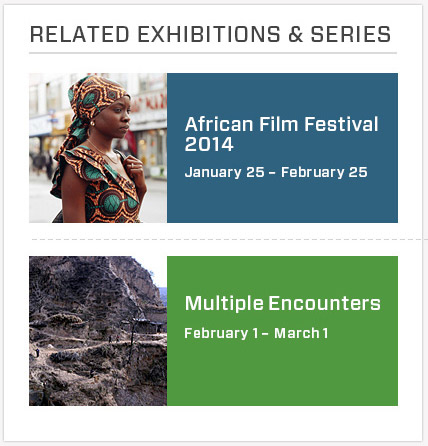 RELATED EXHIBITIONS & SERIES
African Film Festival
2014
January 25 – February 25
Multiple Encounters
February 1 – March 1